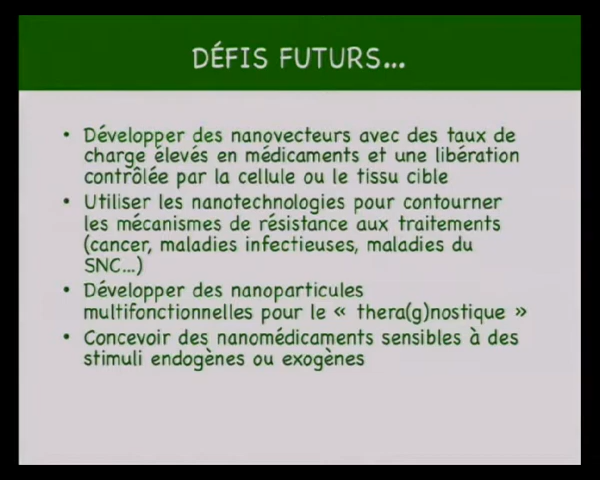 DÉFIS FUTURS...
• Développer des nanovecteurs avec des taux de
charge élevés en médicaments et une libération
contrôlée par la cellule ou le tissu cible
• Utiliser les nanotechnologies pour contourner
les mécanismes de résistance aux traitements
(cancer, maladies infectieuses, maladies du
SNC...)
• Développer des nanoparticules
multifonctionnelles pour le « thera(g)nostique »
• Concevoir des nanomédicaments sensibles à des
stimuli endogènes ou exogènes